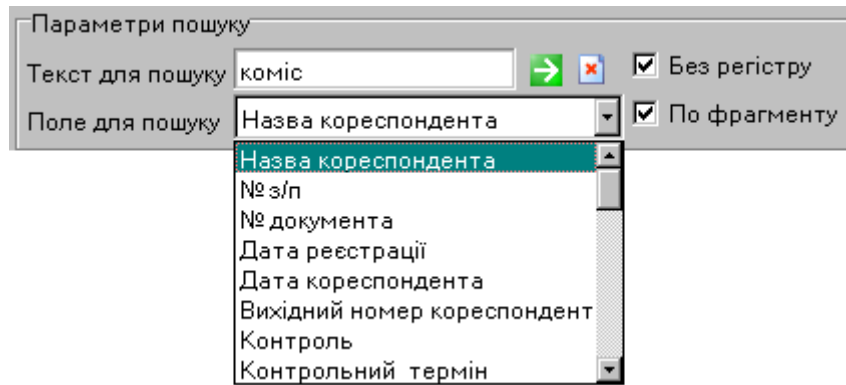 Параметри пошуку
Текст для пошуку коміс Без регістру
Поле для пошуку Назва кореспондента По фрагменту
Назва кореспондента
№ з/п
№ документа
Дата реєстрації
Дата кореспондента
Вихідний номер кореспондент
Контроль
Контрольний термін